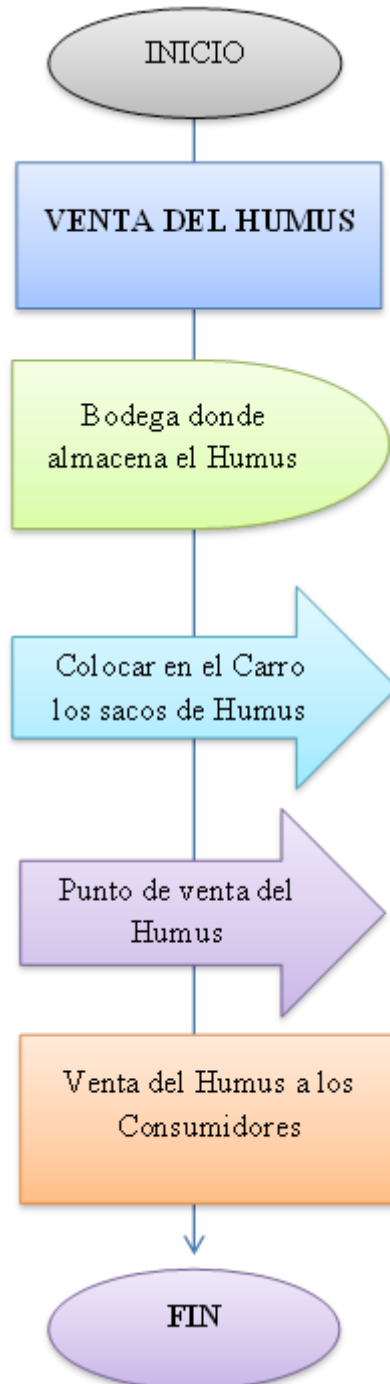 INICIO
VENTA DEL HUMUS
Bodega donde
almacena el Humus
Colocar en el Carro
los sacos de Humus
Punto de venta del
Humus
Venta del Humus a los
Consumidores
FIN